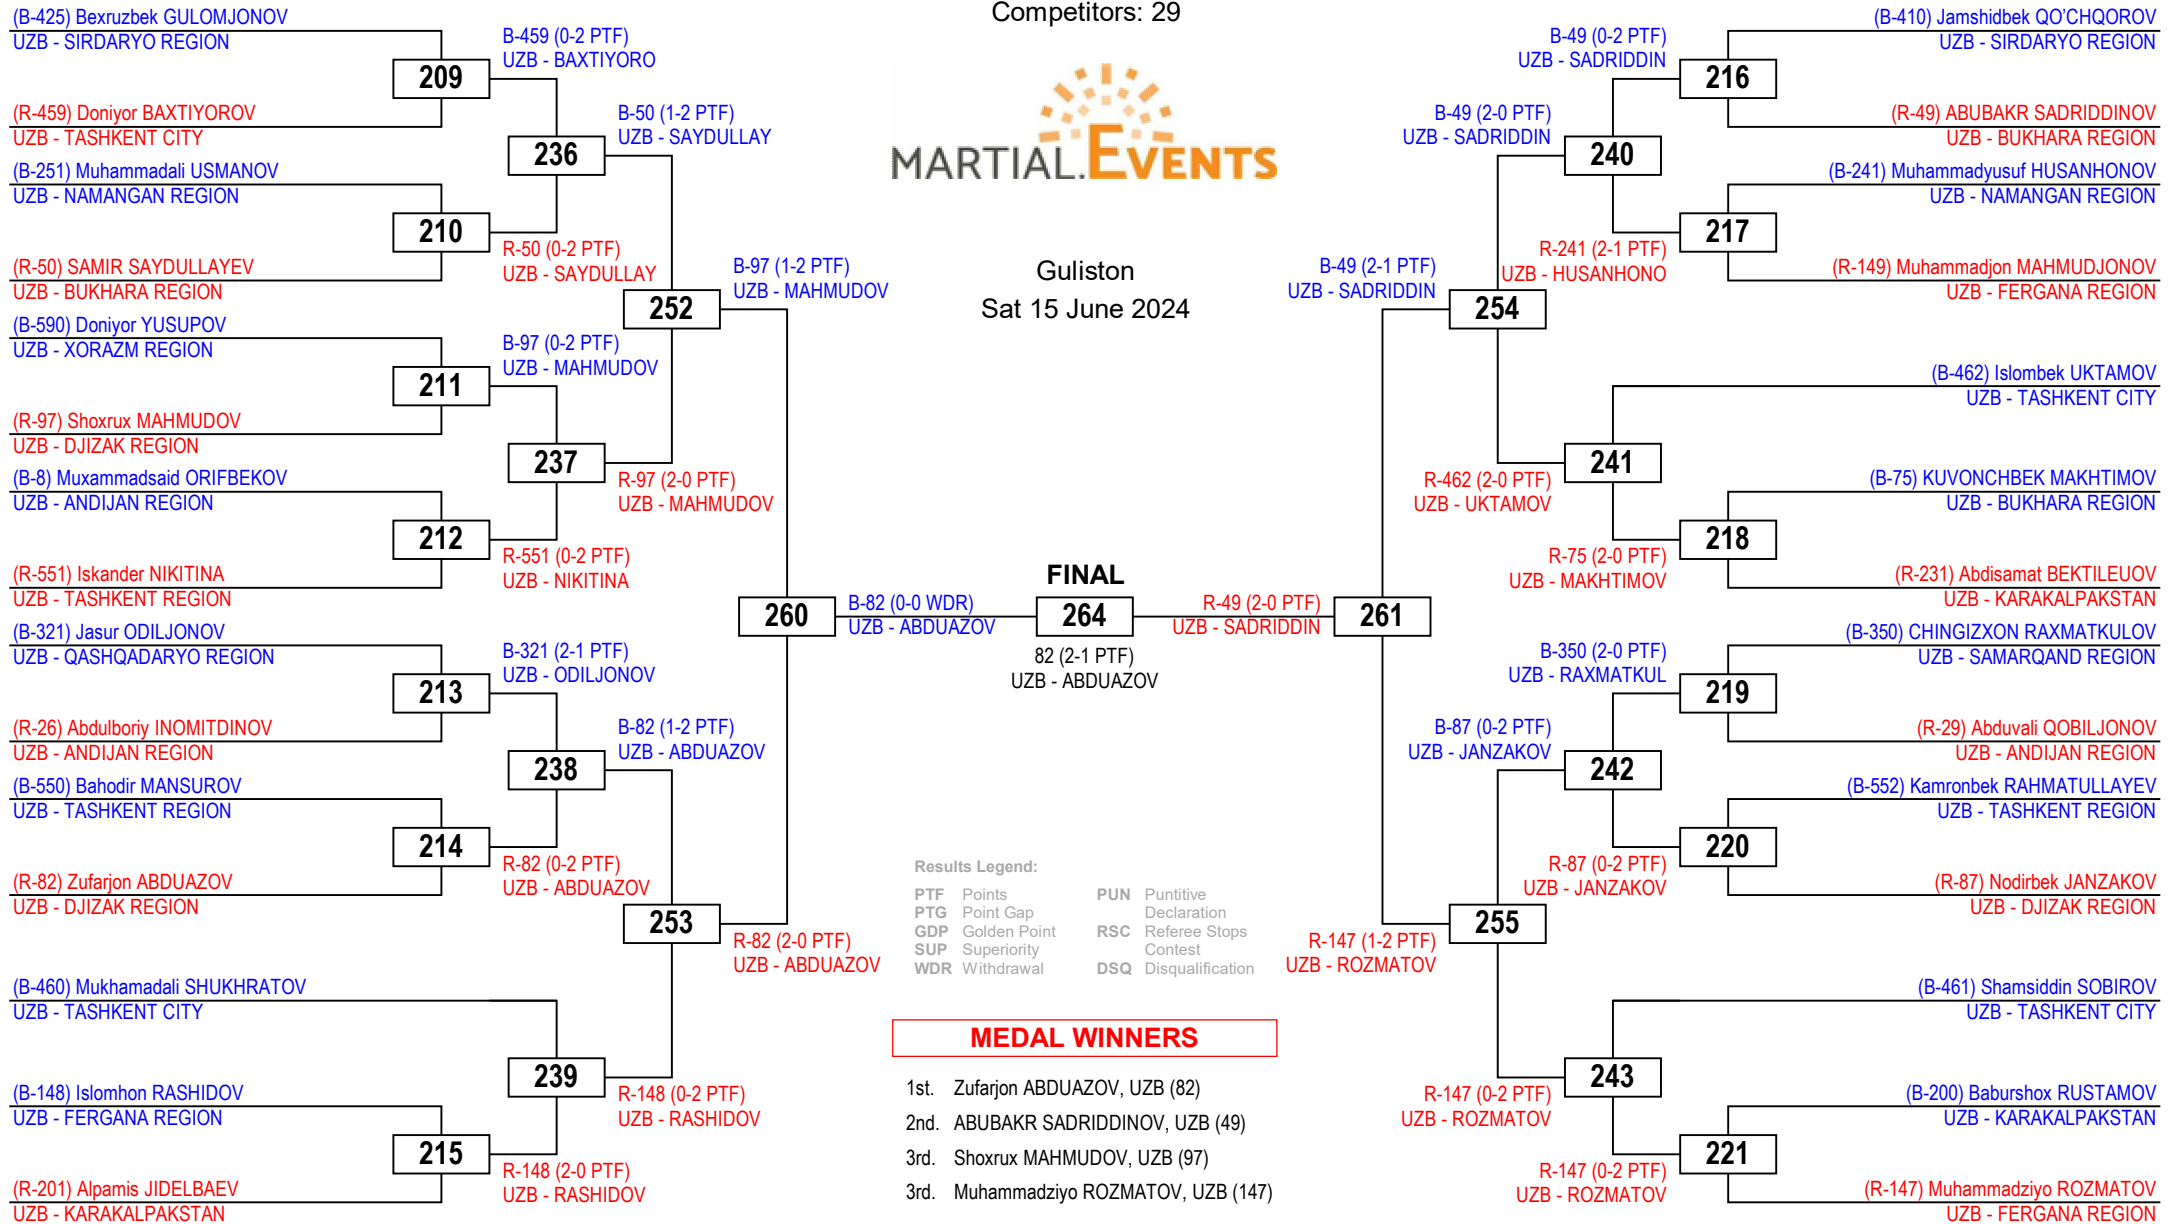 Competitors: 29
MARTIAL.EVENTS
Guliston
Sat 15 June 2024
(B-425) Bexruzbek GULOMJONOV
UZB - SIRDARYO REGION
209
(R-459) Doniyor BAXTIYOROV
UZB - TASHKENT CITY
(B-251) Muhammadali USMANOV
UZB - NAMANGAN REGION
210
(R-50) SAMIR SAYDULLAYEV
UZB - BUKHARA REGION
(B-590) Doniyor YUSUPOV
UZB - XORAZM REGION
211
(R-97) Shoxrux MAHMUDOV
UZB - DJIZAK REGION
(B-8) Muxammadsaid ORIFBEKOV
UZB - ANDIJAN REGION
212
(R-551) Iskander NIKITINA
UZB - TASHKENT REGION
(B-321) Jasur ODILJONOV
UZB - QASHQADARYO REGION
213
(R-26) Abdulboriy INOMITDINOV
UZB - ANDIJAN REGION
(B-550) Bahodir MANSUROV
UZB - TASHKENT REGION
214
(R-82) Zufarjon ABDUAZOV
UZB - DJIZAK REGION
(B-460) Mukhamadali SHUKHRATOV
UZB - TASHKENT CITY
(B-148) Islomhon RASHIDOV
UZB - FERGANA REGION
215
(R-201) Alpamis JIDELBAEV
UZB - KARAKALPAKSTAN
B-459 (0-2 PTF)
UZB - BAXTIYORO
236
R-50 (0-2 PTF)
UZB - SAYDULLAY
B-97 (0-2 PTF)
UZB - MAHMUDOV
237
R-551 (0-2 PTF)
UZB - NIKITINA
B-321 (2-1 PTF)
UZB - ODILJONOV
238
R-82 (0-2 PTF)
UZB - ABDUAZOV
239
R-148 (2-0 PTF)
UZB - RASHIDOV
B-50 (1-2 PTF)
UZB - SAYDULLAY
252
R-97 (2-0 PTF)
UZB - MAHMUDOV
B-82 (1-2 PTF)
UZB - ABDUAZOV
253
R-148 (0-2 PTF)
UZB - RASHIDOV
B-97 (1-2 PTF)
UZB - MAHMUDOV
260
R-82 (2-0 PTF)
UZB - ABDUAZOV
B-82 (0-0 WDR)
UZB - ABDUAZOV
FINAL
264
82 (2-1 PTF)
UZB - ABDUAZOV
R-49 (2-0 PTF)
UZB - SADRIDDIN
B-49 (2-1 PTF)
UZB - SADRIDDIN
261
R-147 (1-2 PTF)
UZB - ROZMATOV
B-49 (2-0 PTF)
UZB - SADRIDDIN
254
R-462 (2-0 PTF)
UZB - UKTAMOV
B-87 (0-2 PTF)
UZB - JANZAKOV
255
R-147 (0-2 PTF)
UZB - ROZMATOV
B-49 (0-2 PTF)
UZB - SADRIDDIN
240
R-241 (2-1 PTF)
UZB - HUSANHONO
241
R-75 (2-0 PTF)
UZB - MAKHTIMOV
B-350 (2-0 PTF)
UZB - RAXMATKUL
242
R-87 (0-2 PTF)
UZB - JANZAKOV
243
R-147 (0-2 PTF)
UZB - ROZMATOV
(B-410) Jamshidbek QO'CHQOROV
UZB - SIRDARYO REGION
216
(R-49) ABUBAKR SADRIDDINOV
UZB - BUKHARA REGION
(B-241) Muhammadyusuf HUSANHONOV
UZB - NAMANGAN REGION
217
(R-149) Muhammadjon MAHMUDJONOV
UZB - FERGANA REGION
(B-462) Islombek UKTAMOV
UZB - TASHKENT CITY
(B-75) KUVONCHBEK MAKHTIMOV
UZB - BUKHARA REGION
218
(R-231) Abdisamat BEKTILEUOV
UZB - KARAKALPAKSTAN
(B-350) CHINGIZXON RAXMATKULOV
UZB - SAMARQAND REGION
219
(R-29) Abduvali QOBILJONOV
UZB - ANDIJAN REGION
(B-552) Kamronbek RAHMATULLAYEV
UZB - TASHKENT REGION
220
(R-87) Nodirbek JANZAKOV
UZB - DJIZAK REGION
(B-461) Shamsiddin SOBIROV
UZB - TASHKENT CITY
(B-200) Baburshox RUSTAMOV
UZB - KARAKALPAKSTAN
221
(R-147) Muhammadziyo ROZMATOV
UZB - FERGANA REGION
Results Legend:
PTF Points
PTG Point Gap
GDP Golden Point
SUP Superiority
WDR Withdrawal
PUN Puntitive
Declaration
RSC Referee Stops
Contest
DSQ Disqualification
MEDAL WINNERS
1st. Zufarjon ABDUAZOV, UZB (82)
2nd. ABUBAKR SADRIDDINOV, UZB (49)
3rd. Shoxrux MAHMUDOV, UZB (97)
3rd. Muhammadziyo ROZMATOV, UZB (147)